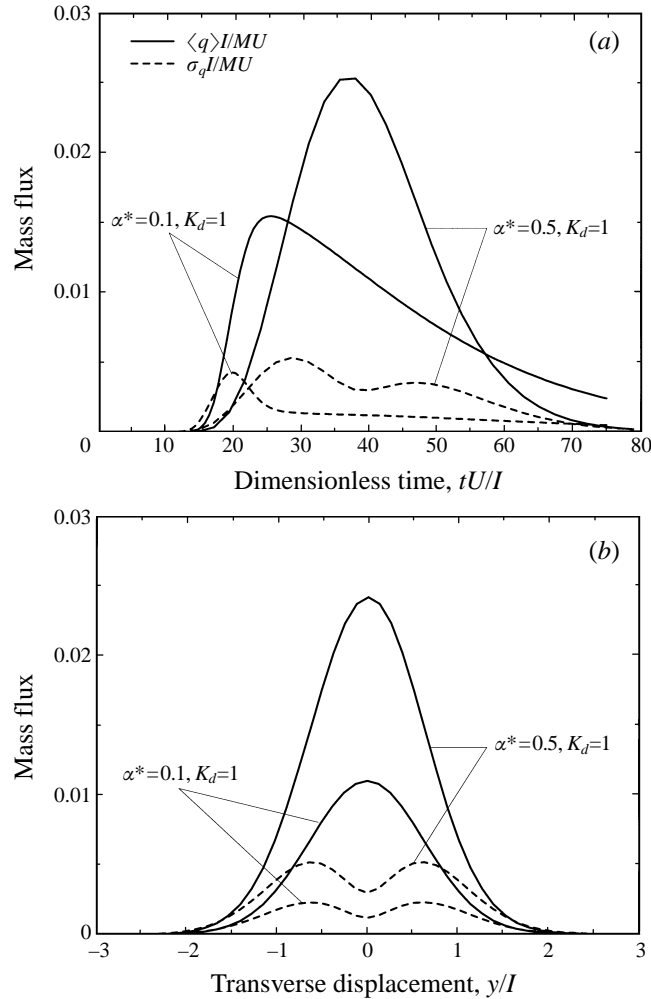 0.03
(a)
⟨q⟩I/MU
σqI/MU
0.02
0.01
Mass flux
α*=0.1, Kd=1
α*=0.5, Kd=1
0 10 20 30 40 50 60 70 80
Dimensionless time, tU/I
0.03
(b)
0.02
0.01
0
Mass flux
α*=0.5, Kd=1
α*=0.1, Kd=1
−3 −2 −1 0 1 2 3
Transverse displacement, y/I